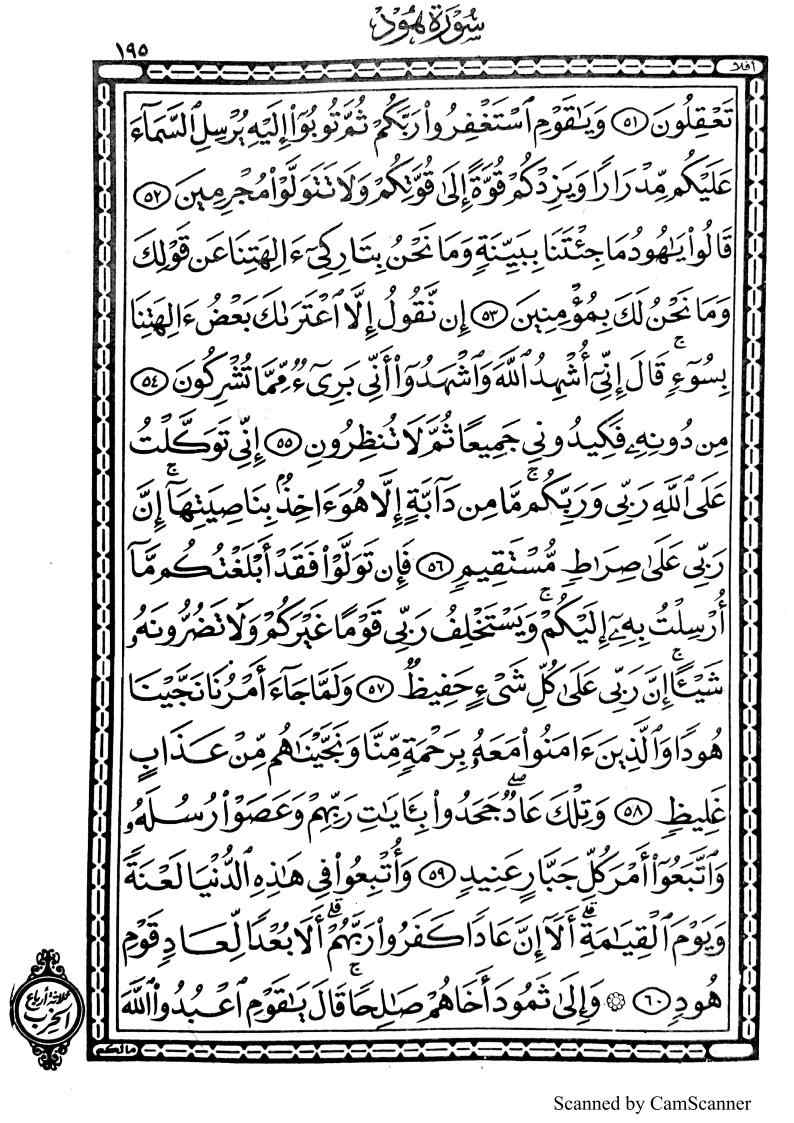 سُورَةُ هُودٍ
١٩٥
أفلا
تَعْقِلُونَ ٥١ وَيَٰقَوْمِ ٱسْتَغْفِرُوا۟ رَبَّكُمْ ثُمَّ تُوبُوٓا۟ إِلَيْهِ يُرْسِلِ ٱلسَّمَآءَ
عَلَيْكُم مِّدْرَارًا وَيَزِدْكُمْ قُوَّةً إِلَىٰ قُوَّتِكُمْ وَلَا تَتَوَلَّوْا۟ مُجْرِمِينَ ٥٢
قَالُوا۟ يَٰهُودُ مَا جِئْتَنَا بِبَيِّنَةٍ وَمَا نَحْنُ بِتَارِكِىٓ ءَالِهَتِنَا عَن قَوْلِكَ
وَمَا نَحْنُ لَكَ بِمُؤْمِنِينَ ٥٣ إِن نَّقُولُ إِلَّا ٱعْتَرَىٰكَ بَعْضُ ءَالِهَتِنَا
بِسُوٓءٍ ۗ قَالَ إِنِّىٓ أُشْهِدُ ٱللَّهَ وَٱشْهَدُوٓا۟ أَنِّى بَرِىٓءٌ مِّمَّا تُشْرِكُونَ ٥٤
مِن دُونِهِۦ فَكِيدُونِى جَمِيعًا ثُمَّ لَا تُنظِرُونِ ٥٥ إِنِّى تَوَكَّلْتُ
عَلَى ٱللَّهِ رَبِّى وَرَبِّكُم ۚ مَّا مِن دَآبَّةٍ إِلَّا هُوَ ءَاخِذٌۢ بِنَاصِيَتِهَآ ۚ إِنَّ
رَبِّى عَلَىٰ صِرَٰطٍ مُّسْتَقِيمٍ ٥٦ فَإِن تَوَلَّوْا۟ فَقَدْ أَبْلَغْتُكُم مَّآ
أُرْسِلْتُ بِهِۦٓ إِلَيْكُمْ ۚ وَيَسْتَخْلِفُ رَبِّى قَوْمًا غَيْرَكُمْ وَلَا تَضُرُّونَهُۥ
شَيْـًٔا ۚ إِنَّ رَبِّى عَلَىٰ كُلِّ شَىْءٍ حَفِيظٌ ٥٧ وَلَمَّا جَآءَ أَمْرُنَا نَجَّيْنَا
هُودًا وَٱلَّذِينَ ءَامَنُوا۟ مَعَهُۥ بِرَحْمَةٍ مِّنَّا وَنَجَّيْنَٰهُم مِّنْ عَذَابٍ
غَلِيظٍ ٥٨ وَتِلْكَ عَادٌ ۖ جَحَدُوا۟ بِـَٔايَٰتِ رَبِّهِمْ وَعَصَوْا۟ رُسُلَهُۥ
وَٱتَّبَعُوٓا۟ أَمْرَ كُلِّ جَبَّارٍ عَنِيدٍ ٥٩ وَأُتْبِعُوا۟ فِى هَٰذِهِ ٱلدُّنْيَا لَعْنَةً
وَيَوْمَ ٱلْقِيَٰمَةِ ۗ أَلَآ إِنَّ عَادًا كَفَرُوا۟ رَبَّهُمْ ۗ أَلَا بُعْدًا لِّعَادٍ قَوْمِ
هُودٍ ٦٠ ۞ وَإِلَىٰ ثَمُودَ أَخَاهُمْ صَٰلِحًا ۚ قَالَ يَٰقَوْمِ ٱعْبُدُوا۟ ٱللَّهَ
ثلاثة أرباع
الحزب
مالكم
Scanned by CamScanner